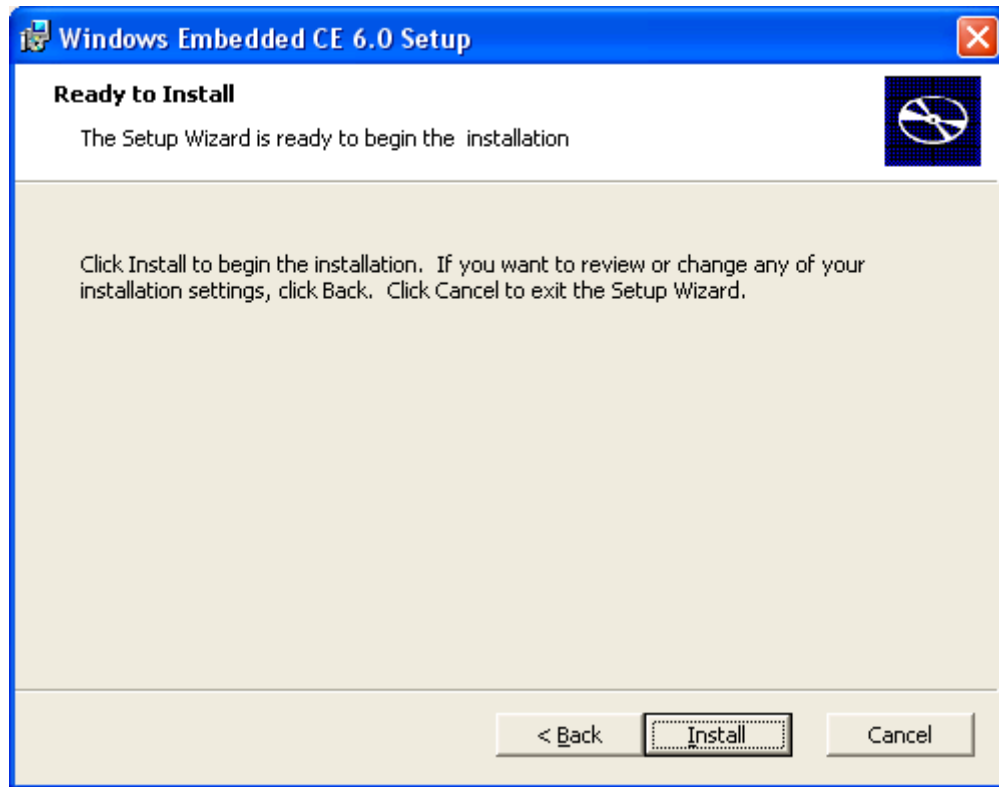 Windows Embedded CE 6.0 Setup
Ready to Install
The Setup Wizard is ready to begin the  installation
Click Install to begin the installation.  If you want to review or change any of your
installation settings, click Back.  Click Cancel to exit the Setup Wizard.
< Back Install Cancel